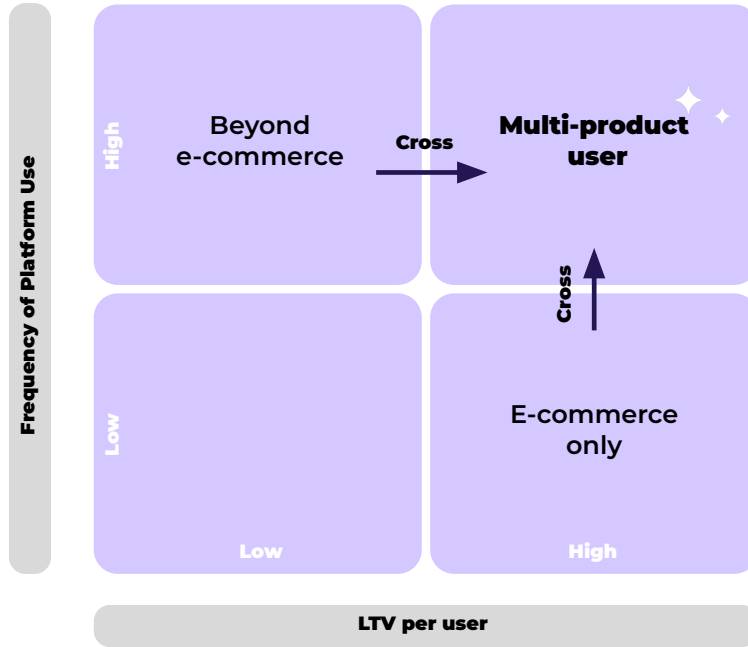 Frequency of Platform Use
High
Beyond
e-commerce
Cross
Multi-product
user
Cross
Low
E-commerce
only
Low
High
LTV per user